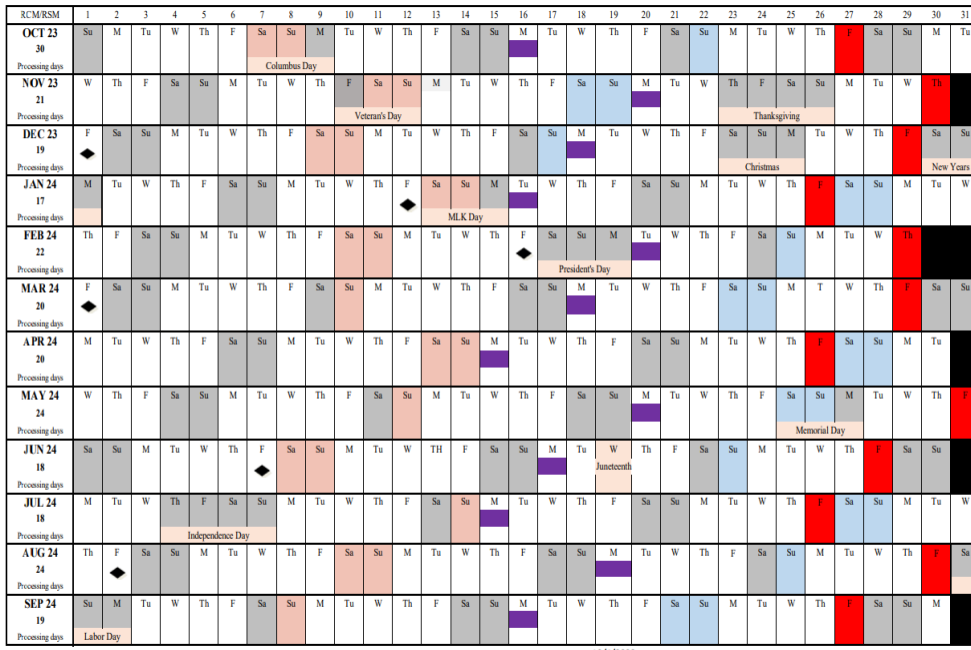 RCM/RSM 1 2 3 4 5 6 7 8 9 10 11 12 13 14 15 16 17 18 19 20 21 22 23 24 25 26 27 28 29 30 31
OCT 23 Su M Tu W Th F Sa Su M Tu W Th F Sa Su M Tu W Th F Sa Su M Tu W Th F Sa Su M Tu
30
Processing days Columbus Day
NOV 23 W Th F Sa Su M Tu W Th F Sa Su M Tu W Th F Sa Su M Tu W Th F Sa Su M Tu W Th
21
Processing days Veteran's Day Thanksgiving
DEC 23 F Sa Su M Tu W Th F Sa Su M Tu W Th F Sa Su M Tu W Th F Sa Su M Tu W Th F Sa Su
19
Processing days Christmas New Years
JAN 24 M Tu W Th F Sa Su M Tu W Th F Sa Su M Tu W Th F Sa Su M Tu W Th F Sa Su M Tu W
17
Processing days MLK Day
FEB 24 Th F Sa Su M Tu W Th F Sa Su M Tu W Th F Sa Su M Tu W Th F Sa Su M Tu W Th
22
Processing days President's Day
MAR 24 F Sa Su M Tu W Th F Sa Su M Tu W Th F Sa Su M Tu W Th F Sa Su M T W Th F Sa Su
20
Processing days
APR 24 M Tu W Th F Sa Su M Tu W Th F Sa Su M Tu W Th F Sa Su M Tu W Th F Sa Su M Tu
20
Processing days
MAY 24 W Th F Sa Su M Tu W Th F Sa Su M Tu W Th F Sa Su M Tu W Th F Sa Su M Tu W Th F
24
Processing days Memorial Day
JUN 24 Sa Su M Tu W Th F Sa Su M Tu W TH F Sa Su M Tu W Th F Sa Su M Tu W Th F Sa Su
18 Juneteenth
Processing days
JUL 24 M Tu W Th F Sa Su M Tu W Th F Sa Su M Tu W Th F Sa Su M Tu W Th F Sa Su M Tu W
18
Processing days Independence Day
AUG 24 Th F Sa Su M Tu W Th F Sa Su M Tu W Th F Sa Su M Tu W Th F Sa Su M Tu W Th F Sa
24
Processing days
SEP 24 Su M Tu W Th F Sa Su M Tu W Th F Sa Su M Tu W Th F Sa Su M Tu W Th F Sa Su M
19
Processing days Labor Day